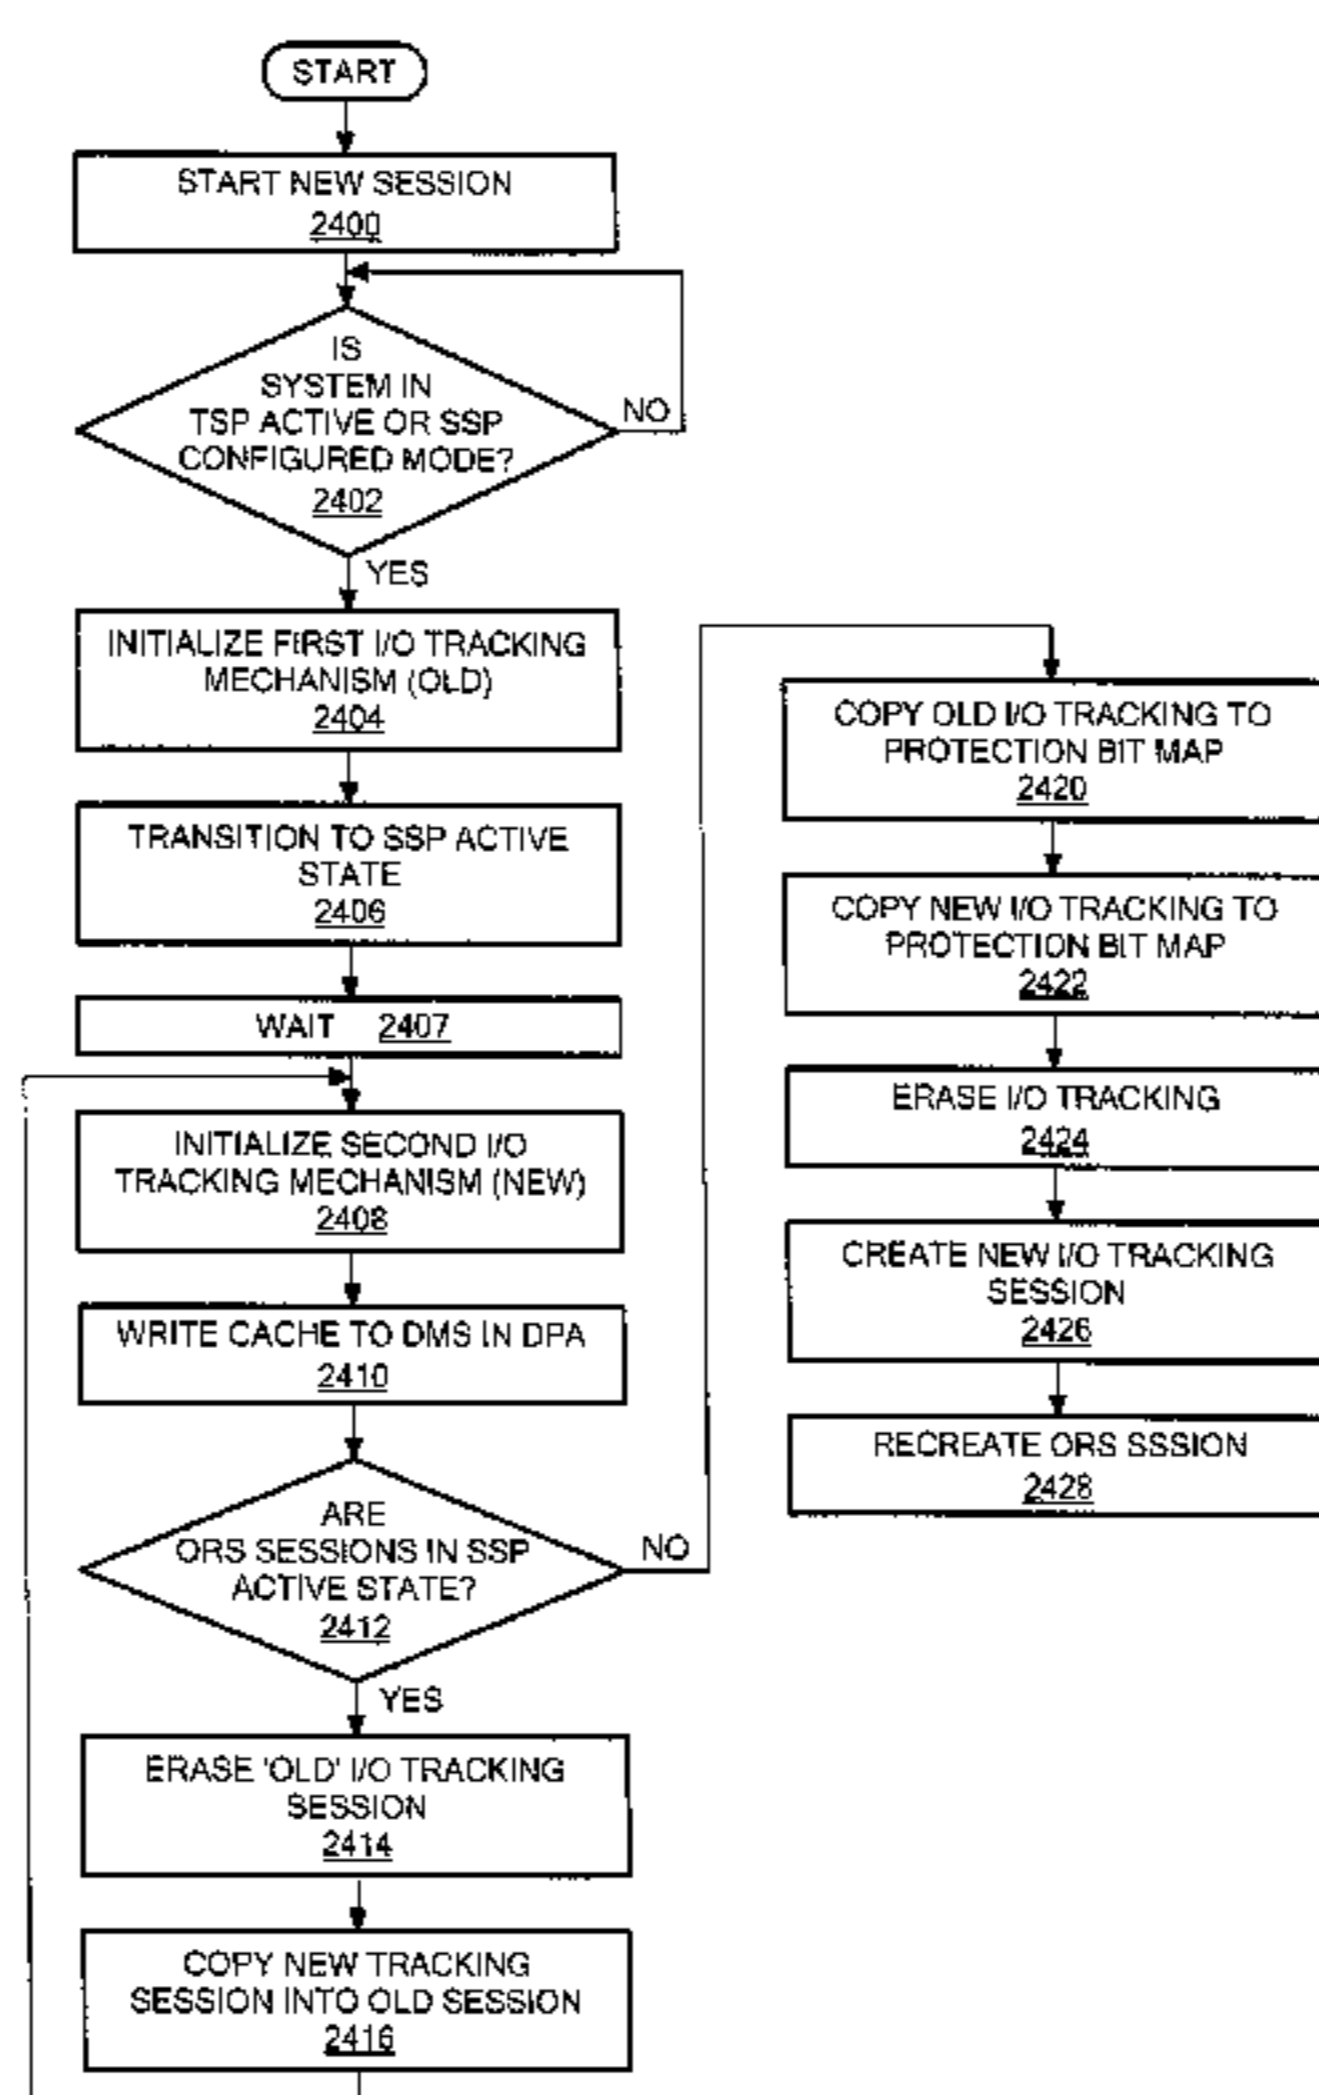 START
START NEW SESSION
2400
IS
SYSTEM IN
TSP ACTIVE OR SSP
CONFIGURED MODE?
2402
NO
YES
INITIALIZE FIRST I/O TRACKING
MECHANISM (OLD)
2404
TRANSITION TO SSP ACTIVE
STATE
2406
WAIT 2407
INITIALIZE SECOND I/O
TRACKING MECHANISM (NEW)
2408
WRITE CACHE TO DMS IN DPA
2410
ARE
ORS SESSIONS IN SSP
ACTIVE STATE?
2412
NO
YES
ERASE 'OLD' I/O TRACKING
SESSION
2414
COPY NEW TRACKING
SESSION INTO OLD SESSION
2416
COPY OLD I/O TRACKING TO
PROTECTION BIT MAP
2420
COPY NEW I/O TRACKING TO
PROTECTION BIT MAP
2422
ERASE I/O TRACKING
2424
CREATE NEW I/O TRACKING
SESSION
2426
RECREATE ORS SSSION
2428